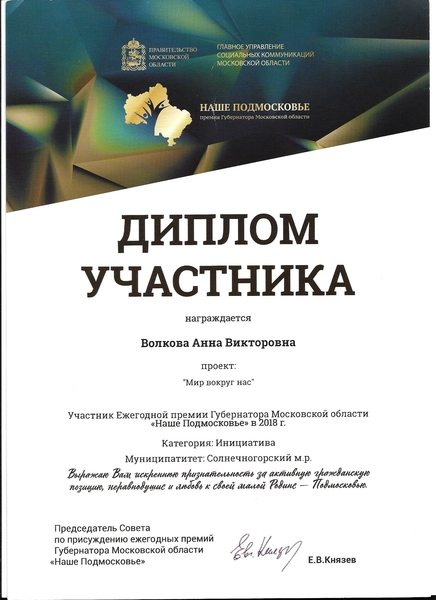 ПРАВИТЕЛЬСТВО
МОСКОВСКОЙ
ОБЛАСТИ
ГЛАВНОЕ УПРАВЛЕНИЕ
СОЦИАЛЬНЫХ КОММУНИКАЦИЙ
МОСКОВСКОЙ ОБЛАСТИ
НАШЕ ПОДМОСКОВЬЕ
премия Губернатора Московской области
ДИПЛОМ
УЧАСТНИКА
награждается
Волкова Анна Викторовна
проект:
"Мир вокруг нас"
Участник Ежегодной премии Губернатора Московской области
«Наше Подмосковье» в 2018 г.
Категория: Инициатива
Муниципатитет: Солнечногорский м.р.
Выражаю Вам искреннюю признательность за активную гражданскую
позицию, неравнодушие и любовь к своей малой Родине — Подмосковью.
Председатель Совета
по присуждению ежегодных премий
Губернатора Московской области
«Наше Подмосковье»
Е.В.Князев